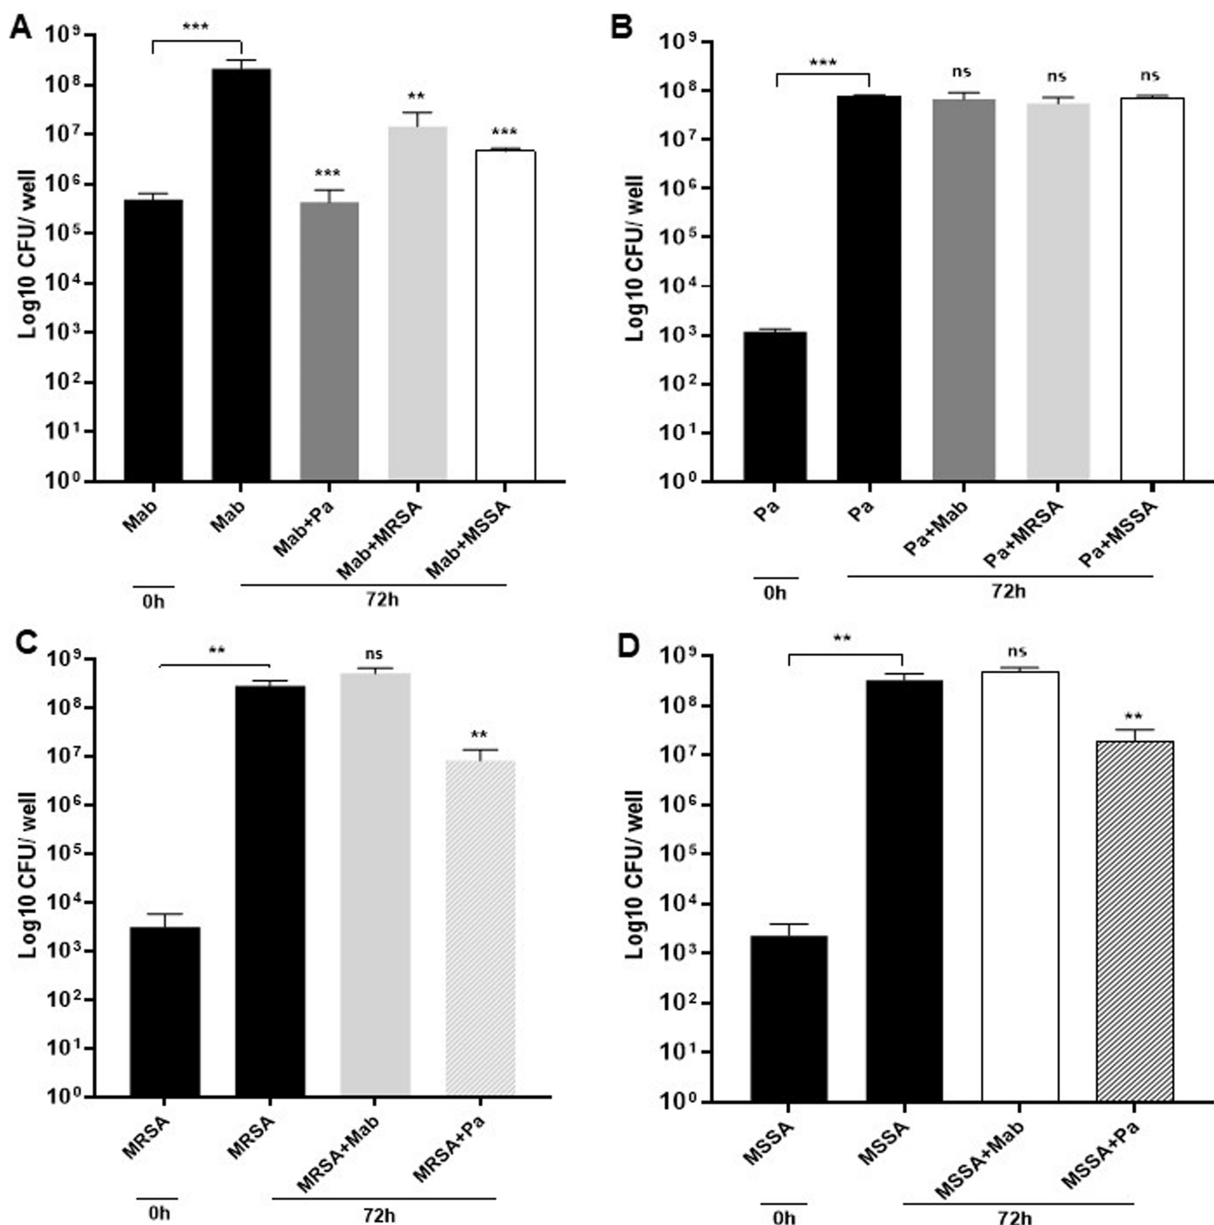 A
Log10 CFU/ well
10⁹
10⁸
10⁷
10⁶
10⁵
10⁴
10³
10²
10¹
10⁰
***
***
**
***
Mab
Mab
Mab+Pa
Mab+MRSA
Mab+MSSA
0h
72h
B
Log10 CFU/ well
10⁹
10⁸
10⁷
10⁶
10⁵
10⁴
10³
10²
10¹
10⁰
***
ns
ns
ns
Pa
Pa
Pa+Mab
Pa+MRSA
Pa+MSSA
0h
72h
C
Log10 CFU/ well
10⁹
10⁸
10⁷
10⁶
10⁵
10⁴
10³
10²
10¹
10⁰
**
ns
**
MRSA
MRSA
MRSA+Mab
MRSA+Pa
0h
72h
D
Log10 CFU/ well
10⁹
10⁸
10⁷
10⁶
10⁵
10⁴
10³
10²
10¹
10⁰
**
ns
**
MSSA
MSSA
MSSA+Mab
MSSA+Pa
0h
72h